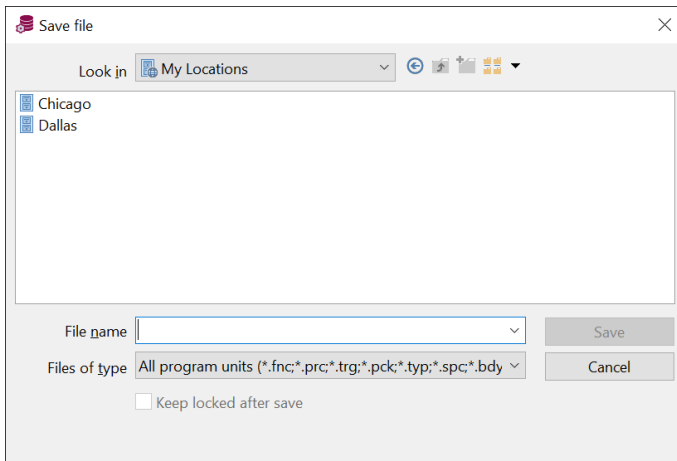 Save file
Look in My Locations
Chicago
Dallas
File name Save
Files of type All program units (*.fnc;*.prc;*.trg;*.pck;*.typ;*.spc;*.bdy Cancel
Keep locked after save